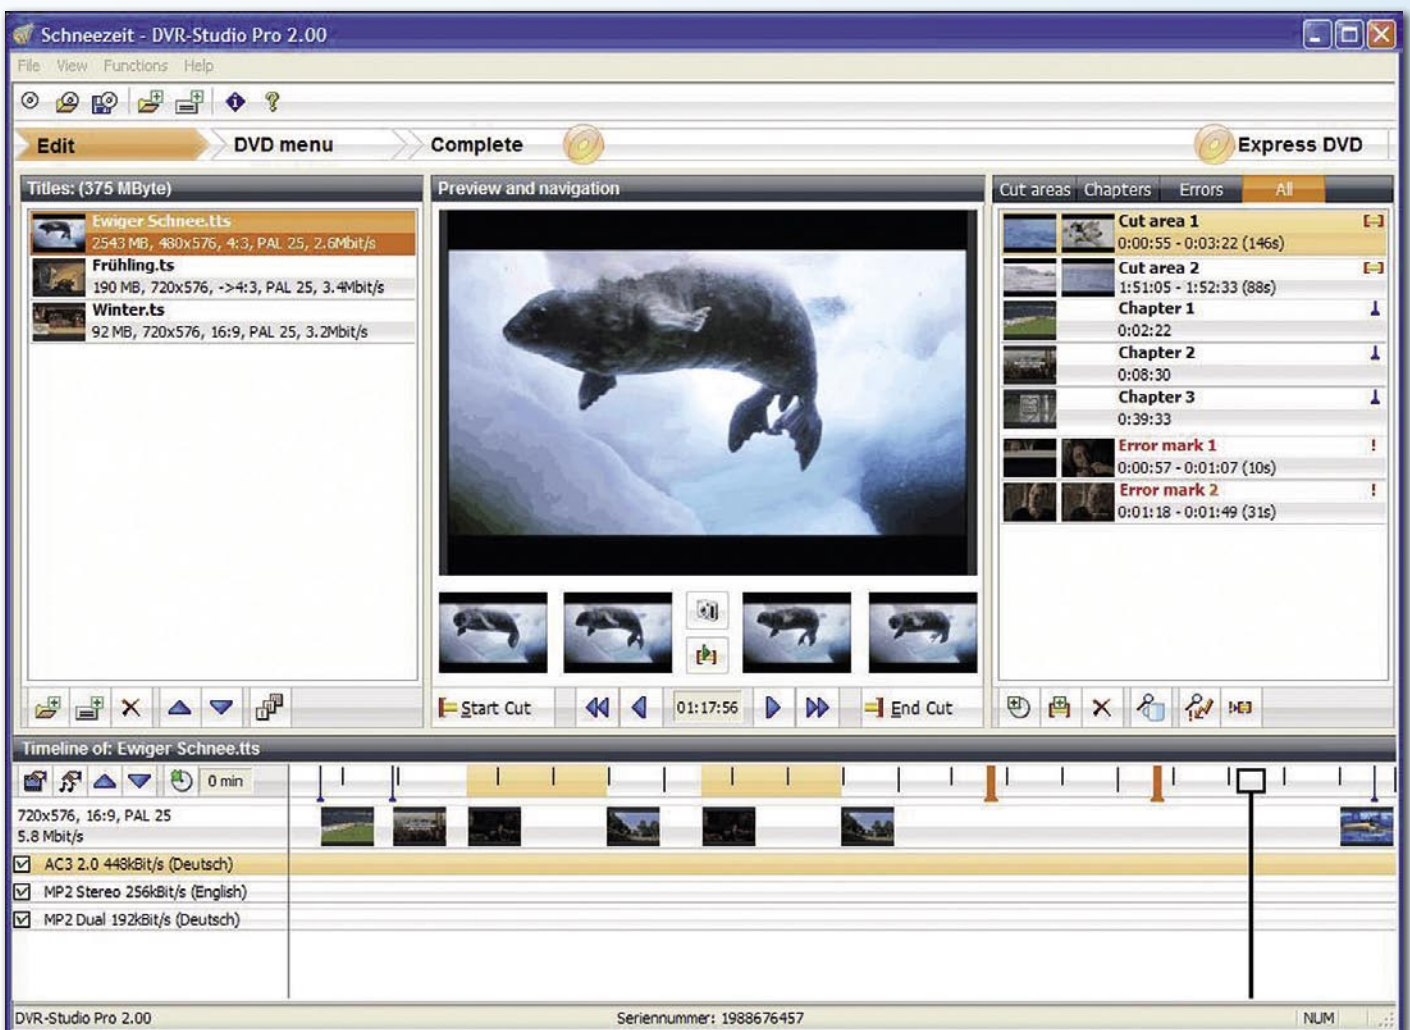 Schneezeit - DVR-Studio Pro 2.00
File View Functions Help
Edit DVD menu Complete Express DVD
Titles: (375 MByte)
Ewiger Schnee.tts
2543 MB, 480x576, 4:3, PAL 25, 2.6Mbit/s
Frühling.ts
190 MB, 720x576, ->4:3, PAL 25, 3.4Mbit/s
Winter.ts
92 MB, 720x576, 16:9, PAL 25, 3.2Mbit/s
Preview and navigation
Start Cut
01:17:56
End Cut
Cut areas Chapters Errors All
Cut area 1
0:00:55 - 0:03:22 (146s)
Cut area 2
1:51:05 - 1:52:33 (88s)
Chapter 1
0:02:22
Chapter 2
0:08:30
Chapter 3
0:39:33
Error mark 1 !
0:00:57 - 0:01:07 (10s)
Error mark 2 !
0:01:18 - 0:01:49 (31s)
Timeline of: Ewiger Schnee.tts
0 min
720x576, 16:9, PAL 25
5.8 Mbit/s
AC3 2.0 448kBit/s (Deutsch)
MP2 Stereo 256kBit/s (English)
MP2 Dual 192kBit/s (Deutsch)
DVR-Studio Pro 2.00 Seriennummer: 1988676457 NUM